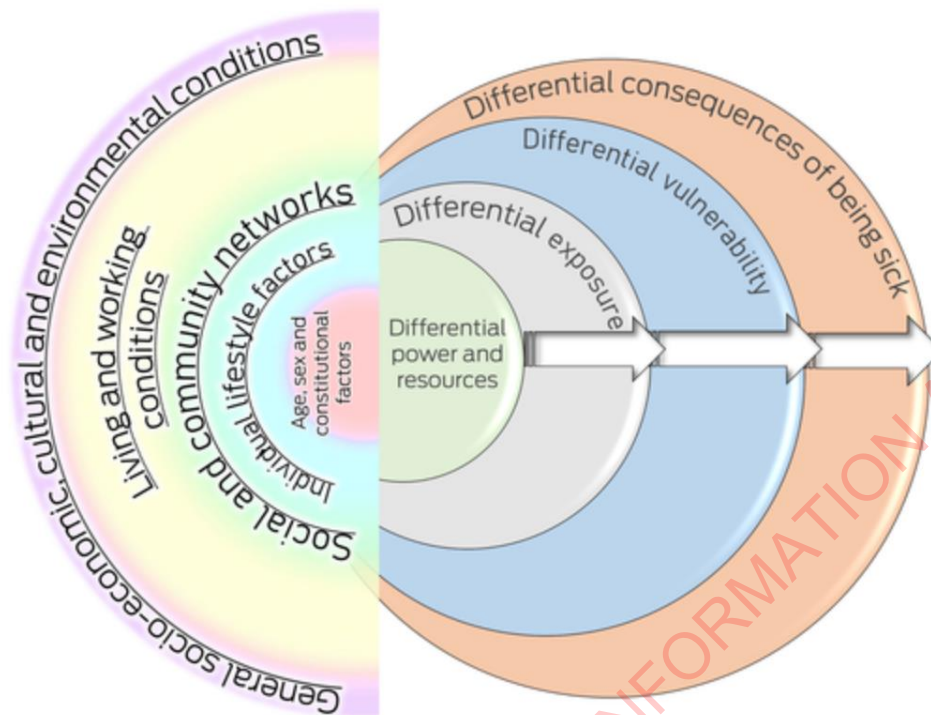 General socio-economic, cultural and environmental conditions
Living and working
conditions
Social and community networks
Individual lifestyle factors
Age, sex and
constitutional
factors
Differential
power and
resources
Differential exposure
Differential vulnerability
Differential consequences of being sick
INFORMATION